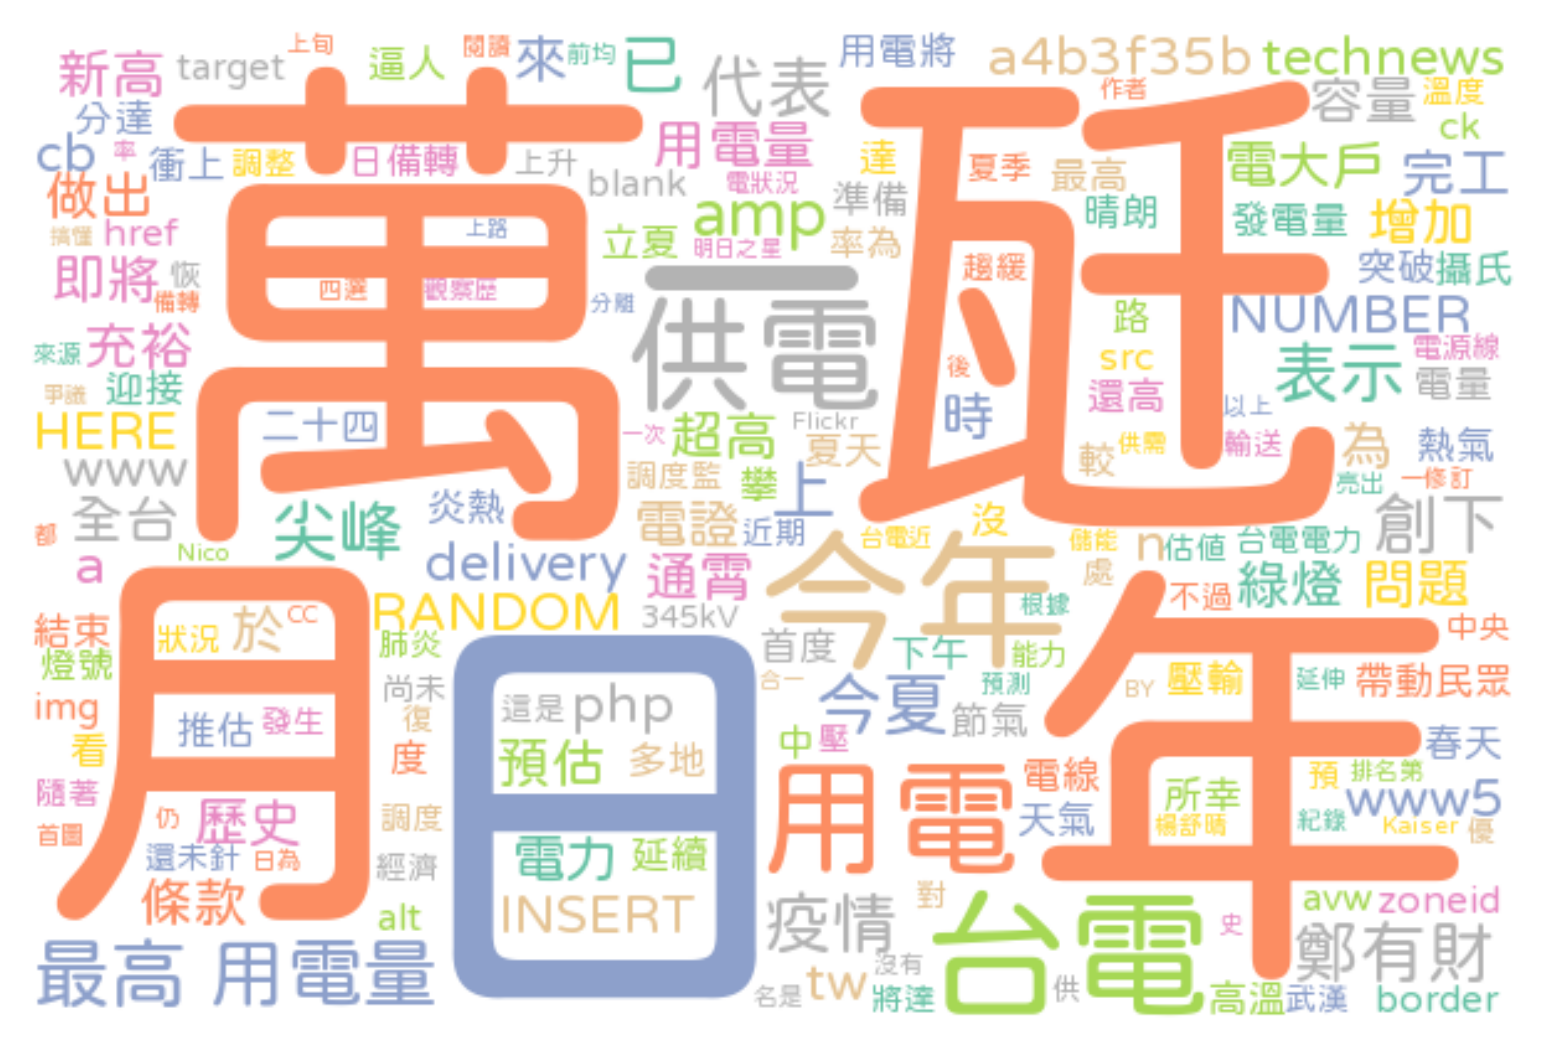 新高
target
上旬
逼人
閱讀
來
前均
已
代表
用電將
a4b3f35b
technews
作者
容量
溫度
ck
分達
cb
率
衝上
調整
日備轉
上升
萬
瓩
用電量
達
夏季
最高
電大戶
完工
做出
blank
電狀況
準備
晴朗
發電量
增加
搞懂
href
上路
amp
立夏
明日之星
率為
即將
恢
備轉
四選
觀察歷
分離
供電
趨緩
突破
攝氏
路
NUMBER
充裕
來源
迎接
爭議
後
src
表示
電源線
電量
還高
時
以上
HERE
二十四
一次
超高
Flickr
夏天
較
供需
輸送
為
熱氣
www
調度監
攀
上
亮出
一修訂
全台
尖峰
炎熱
電證
近期
台電近
沒
儲能
n
估值
台電電力
創下
都
Nico
a
delivery
通霄
今年
處
綠燈
問題
根據
不過
結束
狀況
於
CC
RANDOM
345kV
肺炎
首度
下午
能力
中央
燈號
月
日
年
尚未
合一
預測
BY
壓輸
延伸
帶動民眾
img
推估
發生
復
這是
php
今夏
節氣
看
度
預估
多地
中
壓
春天
隨著
仍
歷史
調度
用電
電線
天氣
所幸
預
排名第
www5
首圖
還未針
日為
經濟
電力
延續
楊舒晴
紀錄
Kaiser
優
條款
alt
INSERT
疫情
對
台電
史
avw
zoneid
最高
用電量
沒有
名是
tw
將達
供
高溫
武漢
鄭有財
border